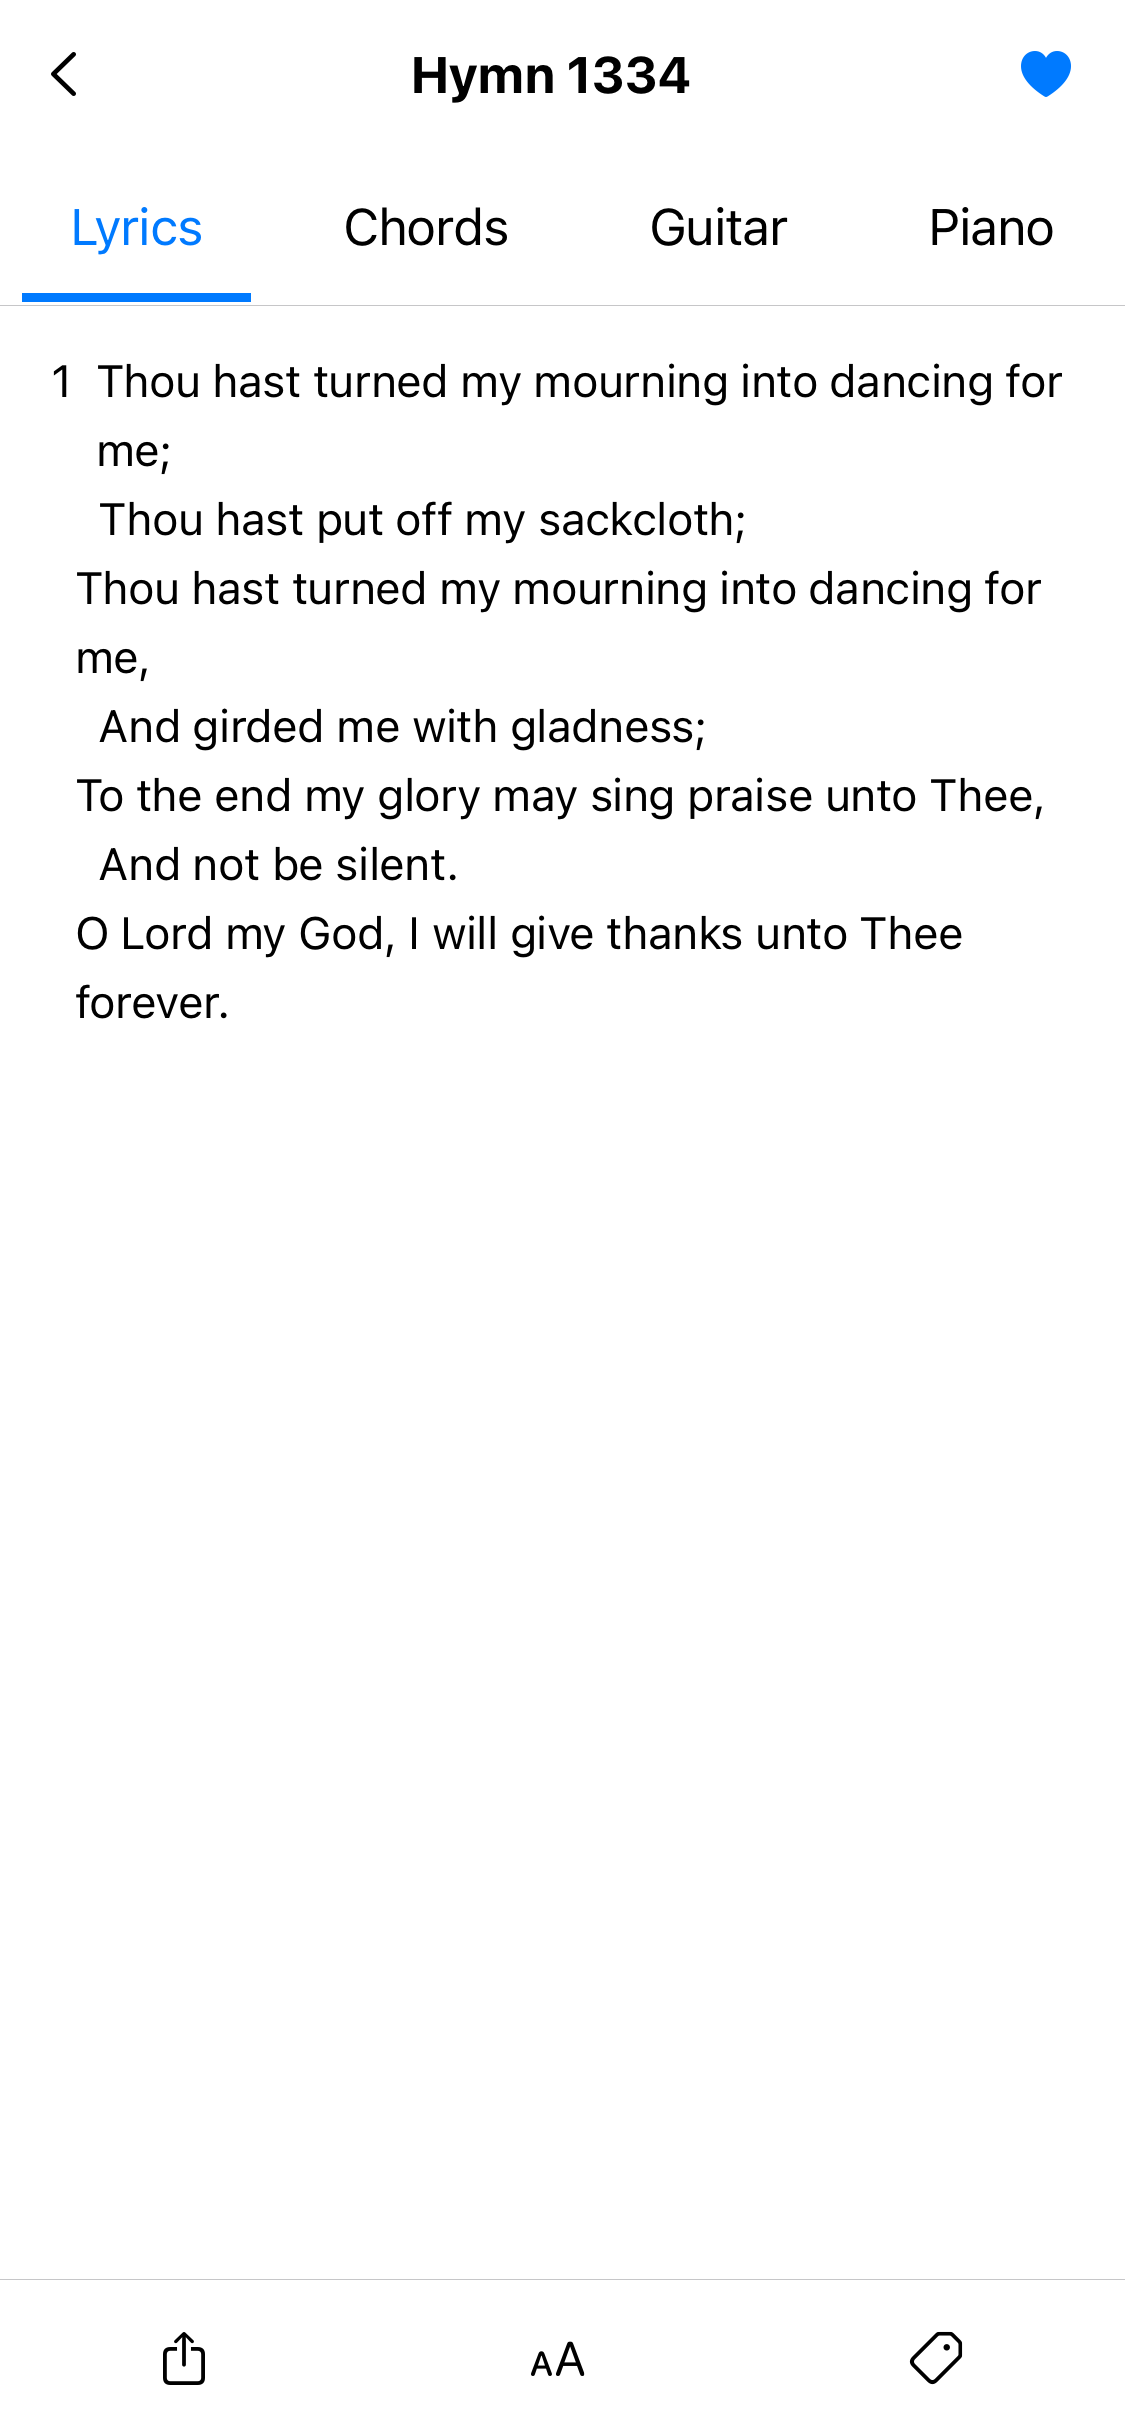 Hymn 1334
Lyrics Chords Guitar Piano
1 Thou hast turned my mourning into dancing for
me;
Thou hast put off my sackcloth;
Thou hast turned my mourning into dancing for
me,
And girded me with gladness;
To the end my glory may sing praise unto Thee,
And not be silent.
O Lord my God, I will give thanks unto Thee
forever.
AA